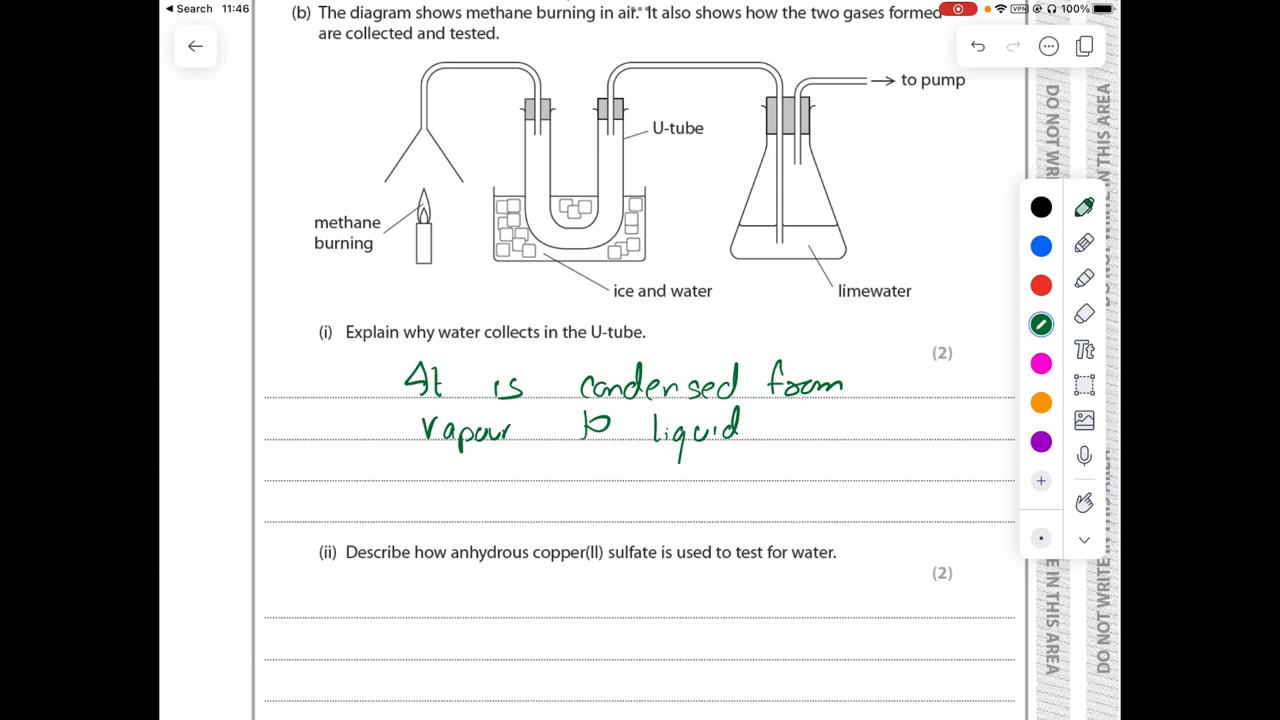 Search 11:46
100%
(b) The diagram shows methane burning in air. It also shows how the two gases formed
are collected and tested.
to pump
U-tube
methane
burning
ice and water
limewater
(i) Explain why water collects in the U-tube.
(2)
It is condensed from
vapour to liquid
(ii) Describe how anhydrous copper(II) sulfate is used to test for water.
(2)
Tt
DO NOT WRI
IN THIS AREA
E IN THIS AREA
DO NOT WRITE